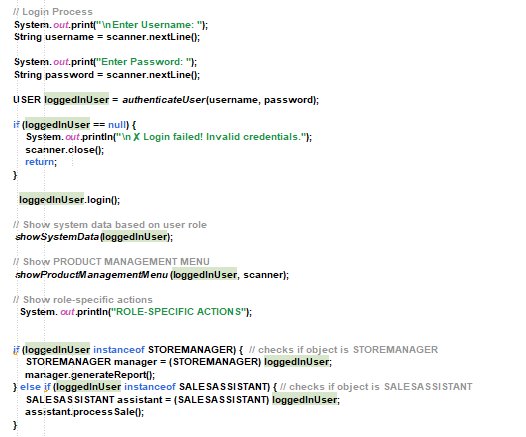 // Login Process
System.out.print("\nEnter Username: ");
String username = scanner.nextLine();
System.out.print("Enter Password: ");
String password = scanner.nextLine();
USER loggedInUser = authenticateUser(username, password);
if (loggedInUser == null) {
System.out.println("\n✘ Login failed! Invalid credentials.");
scanner.close();
return;
}
loggedInUser.login();
// Show system data based on user role
showSystemData(loggedInUser);
// Show PRODUCT MANAGEMENT MENU
showProductManagementMenu(loggedInUser, scanner);
// Show role-specific actions
System.out.println("ROLE-SPECIFIC ACTIONS");
if (loggedInUser instanceof STOREMANAGER) { // checks if object is STOREMANAGER
STOREMANAGER manager = (STOREMANAGER) loggedInUser;
manager.generateReport();
} else if (loggedInUser instanceof SALESASSISTANT) { // checks if object is SALESASSISTANT
SALESASSISTANT assistant = (SALESASSISTANT) loggedInUser;
assistant.processSale();
}